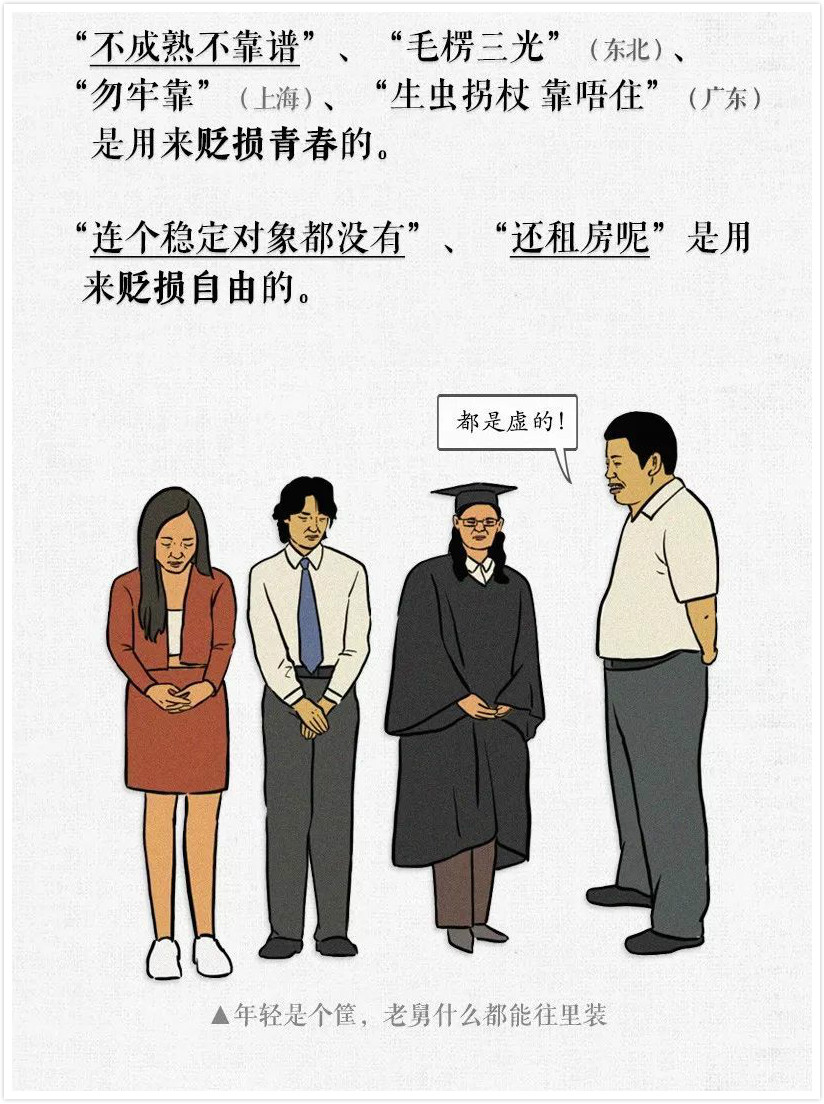 “不成熟不靠谱”、“毛楞三光”（东北）、
“勿牢靠”（上海）、“生虫拐杖 靠唔住”（广东）
是用来贬损青春的。
“连个稳定对象都没有”、“还租房呢”是用
来贬损自由的。
都是虚的！
▲年轻是个筐，老舅什么都能往里装